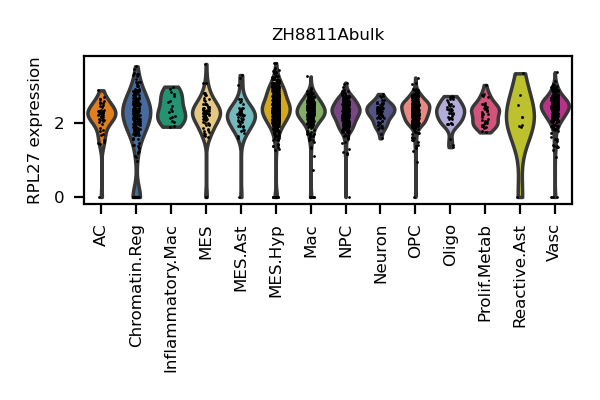 ZH8811Abulk
RPL27 expression
2
0
AC
Chromatin.Reg
Inflammatory.Mac
MES
MES.Ast
MES.Hyp
Mac
NPC
Neuron
OPC
Oligo
Prolif.Metab
Reactive.Ast
Vasc